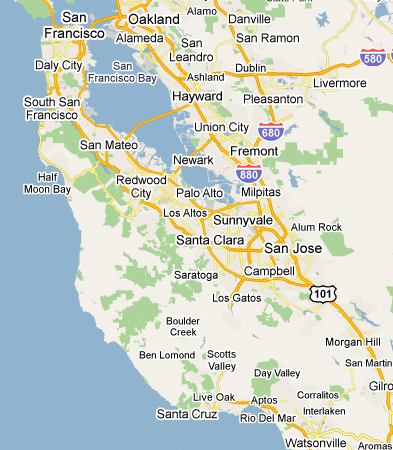 San
Francisco
Oakland
Alamo
Danville
Alameda
San
Leandro
San Ramon
Daly City
San
Francisco Bay
Ashland
Dublin
580
Livermore
Hayward
Pleasanton
South San
Francisco
Union City
680
San Mateo
Fremont
Newark
880
Half
Moon Bay
Redwood
City
Palo Alto
Milpitas
Los Altos
Sunnyvale
Alum Rock
Santa Clara
San Jose
Saratoga
Campbell
Los Gatos
101
Boulder
Creek
Morgan Hill
Ben Lomond
Scotts
Valley
San Martin
Day Valley
Gilro
Live Oak
Aptos
Corralitos
Santa Cruz
Rio Del Mar
Interlaken
Watsonville
Aromas